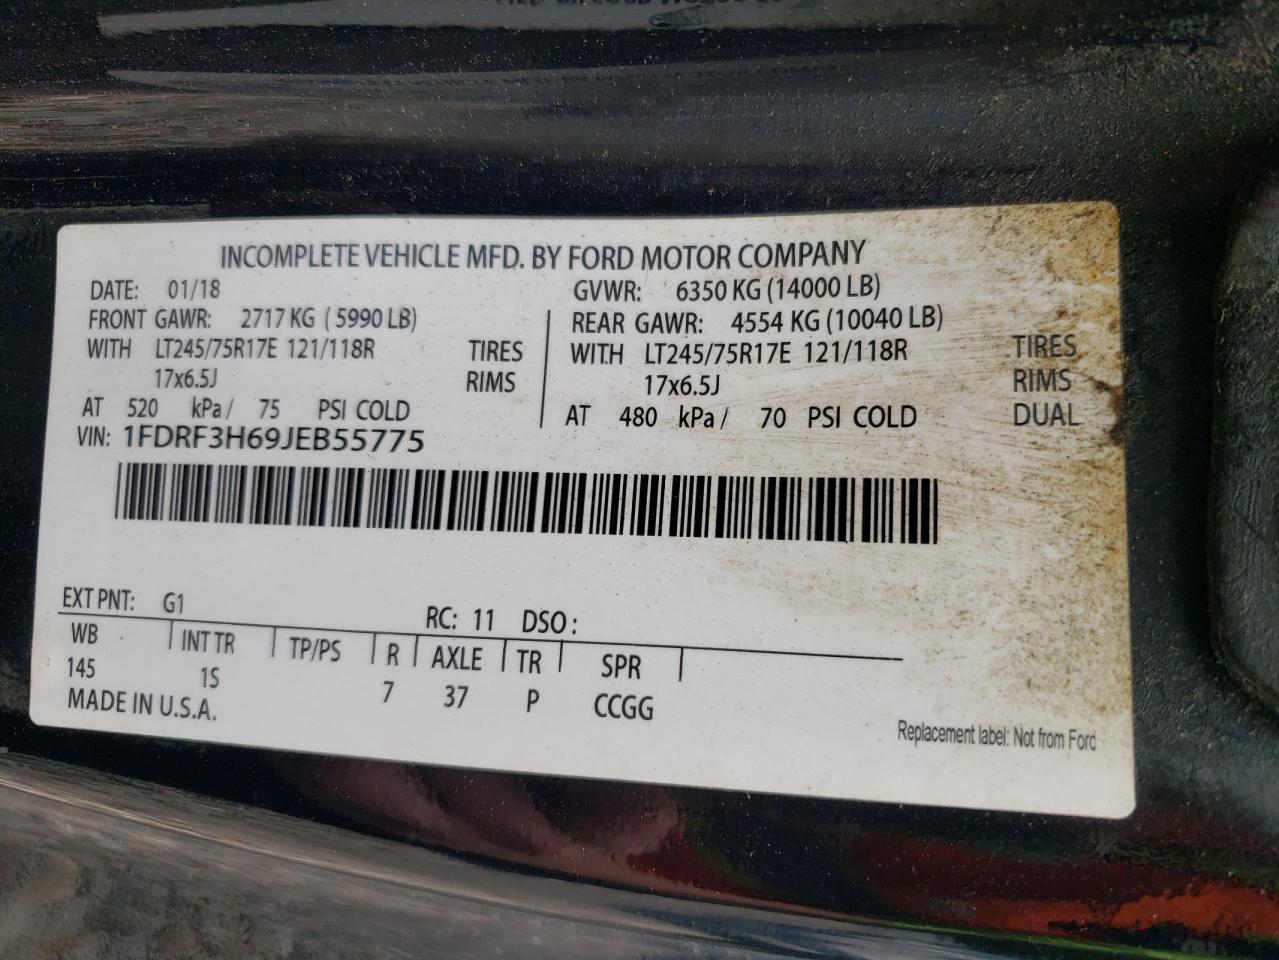 INCOMPLETE VEHICLE MFD. BY FORD MOTOR COMPANY
DATE: 01/18 GVWR: 6350 KG (14000 LB)
FRONT GAWR: 2717 KG ( 5990 LB) REAR GAWR: 4554 KG (10040 LB)
WITH LT245/75R17E 121/118R TIRES WITH LT245/75R17E 121/118R TIRES
17x6.5J RIMS 17x6.5J RIMS
AT 520 kPa/ 75 PSI COLD AT 480 kPa/ 70 PSI COLD DUAL
VIN: 1FDRF3H69JEB55775
EXT PNT: G1 RC: 11 DSO:
WB INT TR TP/PS R AXLE TR SPR
145 1S 7 37 P CCGG
MADE IN U.S.A.
Replacement label: Not from Ford